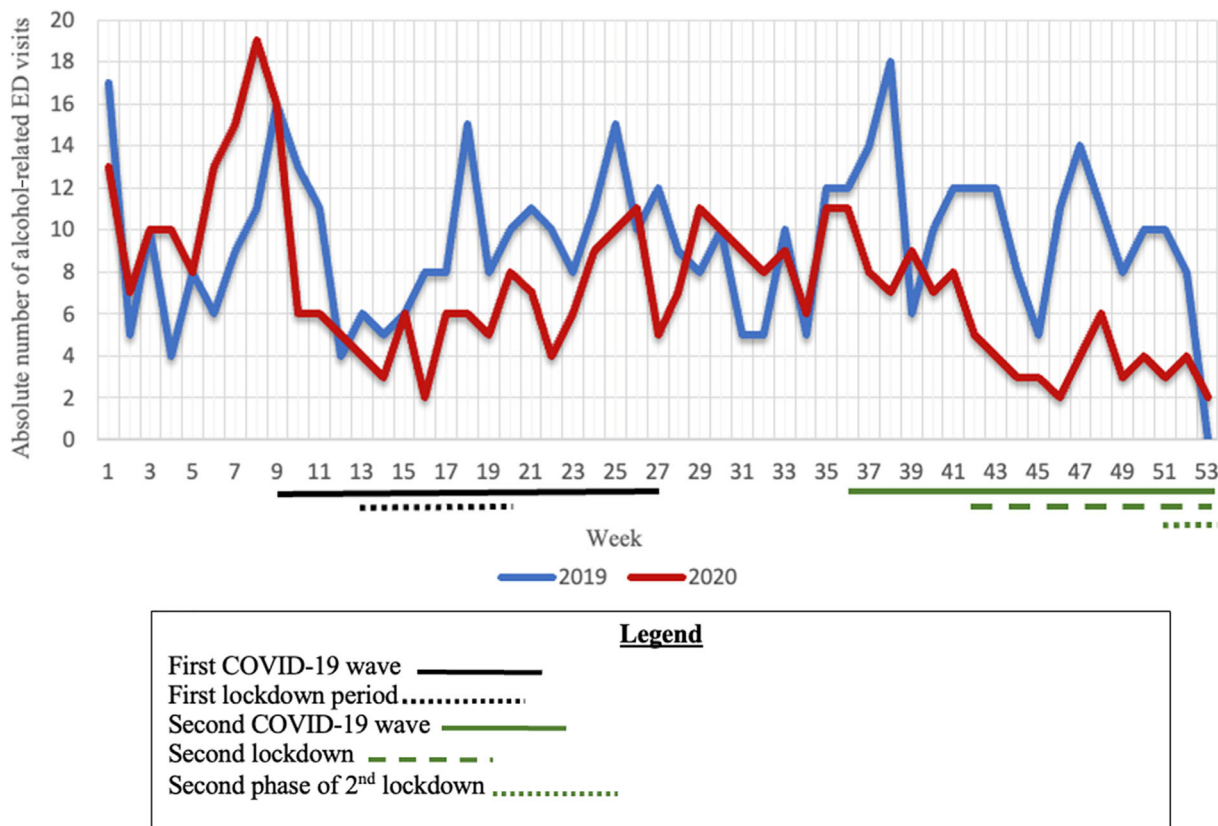 Absolute number of alcohol-related ED visits
20
18
16
14
12
10
8
6
4
2
0
1 3 5 7 9 11 13 15 17 19 21 23 25 27 29 31 33 35 37 39 41 43 45 47 49 51 53
Week
2019 2020
Legend
First COVID-19 wave
First lockdown period
Second COVID-19 wave
Second lockdown
Second phase of 2nd lockdown